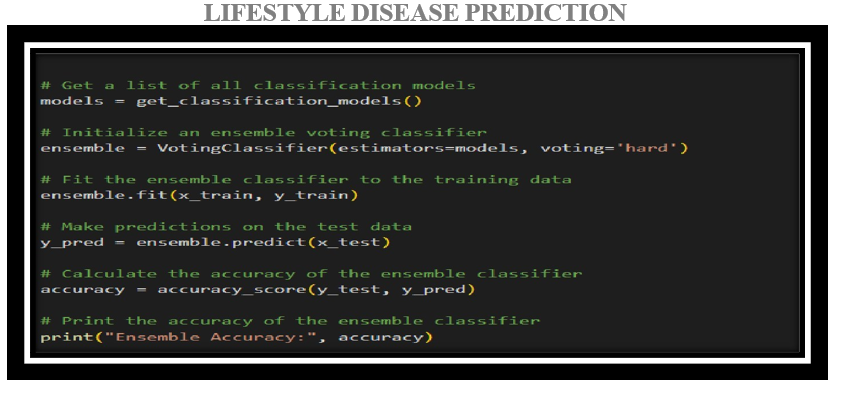 LIFESTYLE DISEASE PREDICTION
# Get a list of all classification models
models = get_classification_models()
# Initialize an ensemble voting classifier
ensemble = VotingClassifier(estimators=models, voting='hard')
# Fit the ensemble classifier to the training data
ensemble.fit(x_train, y_train)
# Make predictions on the test data
y_pred = ensemble.predict(x_test)
# Calculate the accuracy of the ensemble classifier
accuracy = accuracy_score(y_test, y_pred)
# Print the accuracy of the ensemble classifier
print("Ensemble Accuracy:", accuracy)